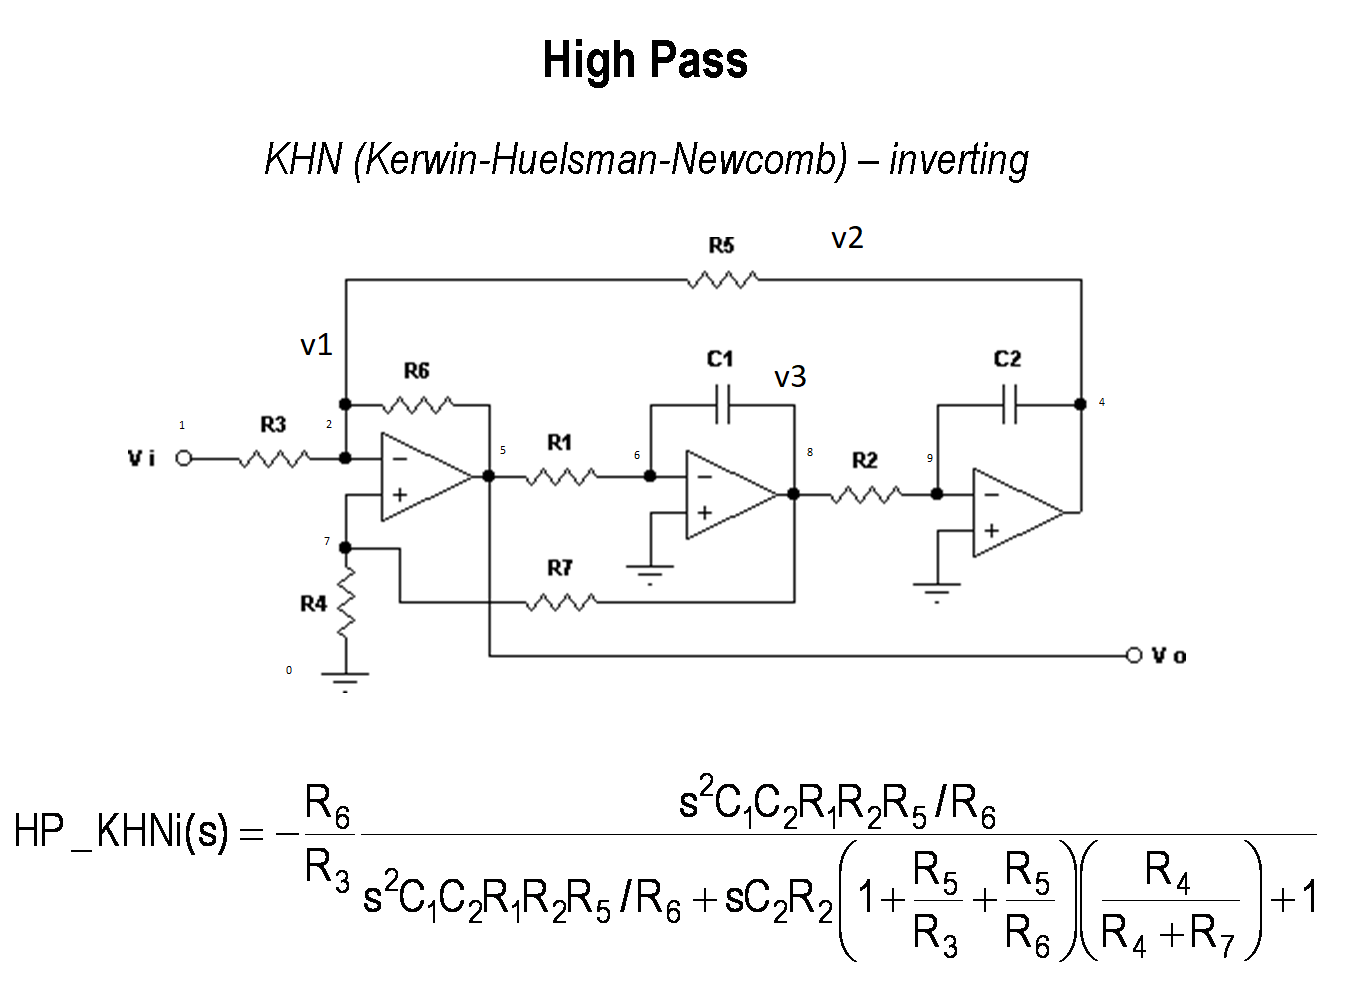 High Pass
KHN (Kerwin-Huelsman-Newcomb) – inverting
R5
v2
v1
R6
C1
v3
C2
4
1
R3
2
Vi
−
+
5
R1
6
−
+
8
R2
9
−
+
7
R4
R7
0
Vo
HP_KHNi(s) = − R6/R3 s²C1C2R1R2R5/R6 / s²C1C2R1R2R5/R6 + sC2R2(1 + R5/R3 + R5/R6)(R4/R4 + R7) + 1